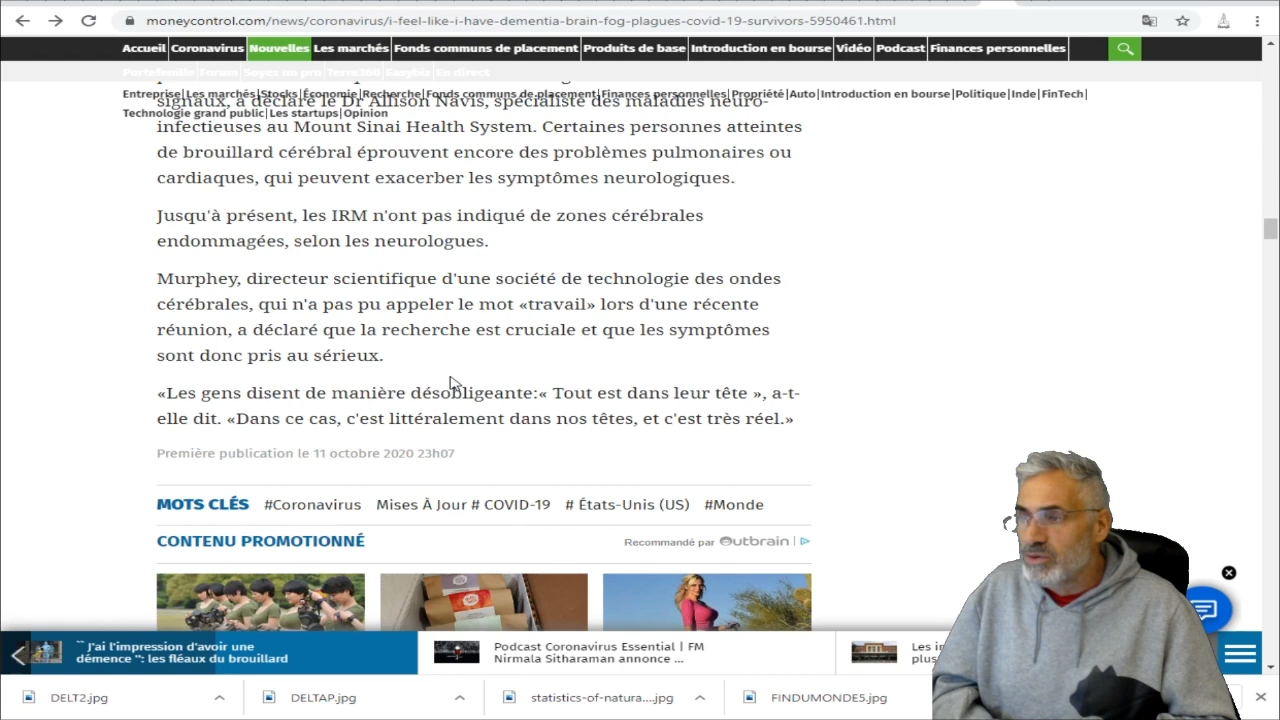 moneycontrol.com/news/coronavirus/i-feel-like-i-have-dementia-brain-fog-plagues-covid-19-survivors-5950461.html
Accueil Coronavirus Nouvelles Les marchés Fonds communs de placement Produits de base Introduction en bourse Vidéo Podcast Finances personnelles
Portefeuille Forum Soyez un pro Terre360 Easybiz En direct
Entreprise Les marchés Stocks Économie Recherche Fonds communs de placement Finances personnelles Propriété Auto Introduction en bourse Politique Inde FinTech
signaux, a déclaré le Dr Allison Navis, spécialiste des maladies neuro-
Technologie grand public Les startups Opinion
infectieuses au Mount Sinai Health System. Certaines personnes atteintes
de brouillard cérébral éprouvent encore des problèmes pulmonaires ou
cardiaques, qui peuvent exacerber les symptômes neurologiques.
Jusqu'à présent, les IRM n'ont pas indiqué de zones cérébrales
endommagées, selon les neurologues.
Murphey, directeur scientifique d'une société de technologie des ondes
cérébrales, qui n'a pas pu appeler le mot «travail» lors d'une récente
réunion, a déclaré que la recherche est cruciale et que les symptômes
sont donc pris au sérieux.
«Les gens disent de manière désobligeante:« Tout est dans leur tête », a-t-
elle dit. «Dans ce cas, c'est littéralement dans nos têtes, et c'est très réel.»
Première publication le 11 octobre 2020 23h07
MOTS CLÉS #Coronavirus Mises À Jour # COVID-19 # États-Unis (US) #Monde
CONTENU PROMOTIONNÉ Recommandé par Outbrain
`` J'ai l'impression d'avoir une
démence '': les fléaux du brouillard
Podcast Coronavirus Essential | FM
Nirmala Sitharaman annonce ...
Les
plus
DELT2.jpg DELTAP.jpg statistics-of-natura....jpg FINDUMONDE5.jpg